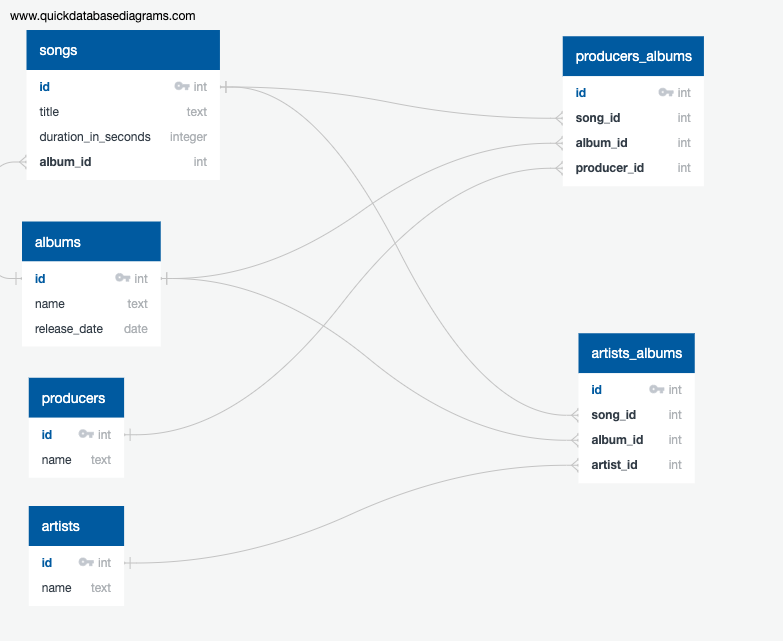 www.quickdatabasediagrams.com
songs
id int
title text
duration_in_seconds integer
album_id int
albums
id int
name text
release_date date
producers
id int
name text
artists
id int
name text
producers_albums
id int
song_id int
album_id int
producer_id int
artists_albums
id int
song_id int
album_id int
artist_id int